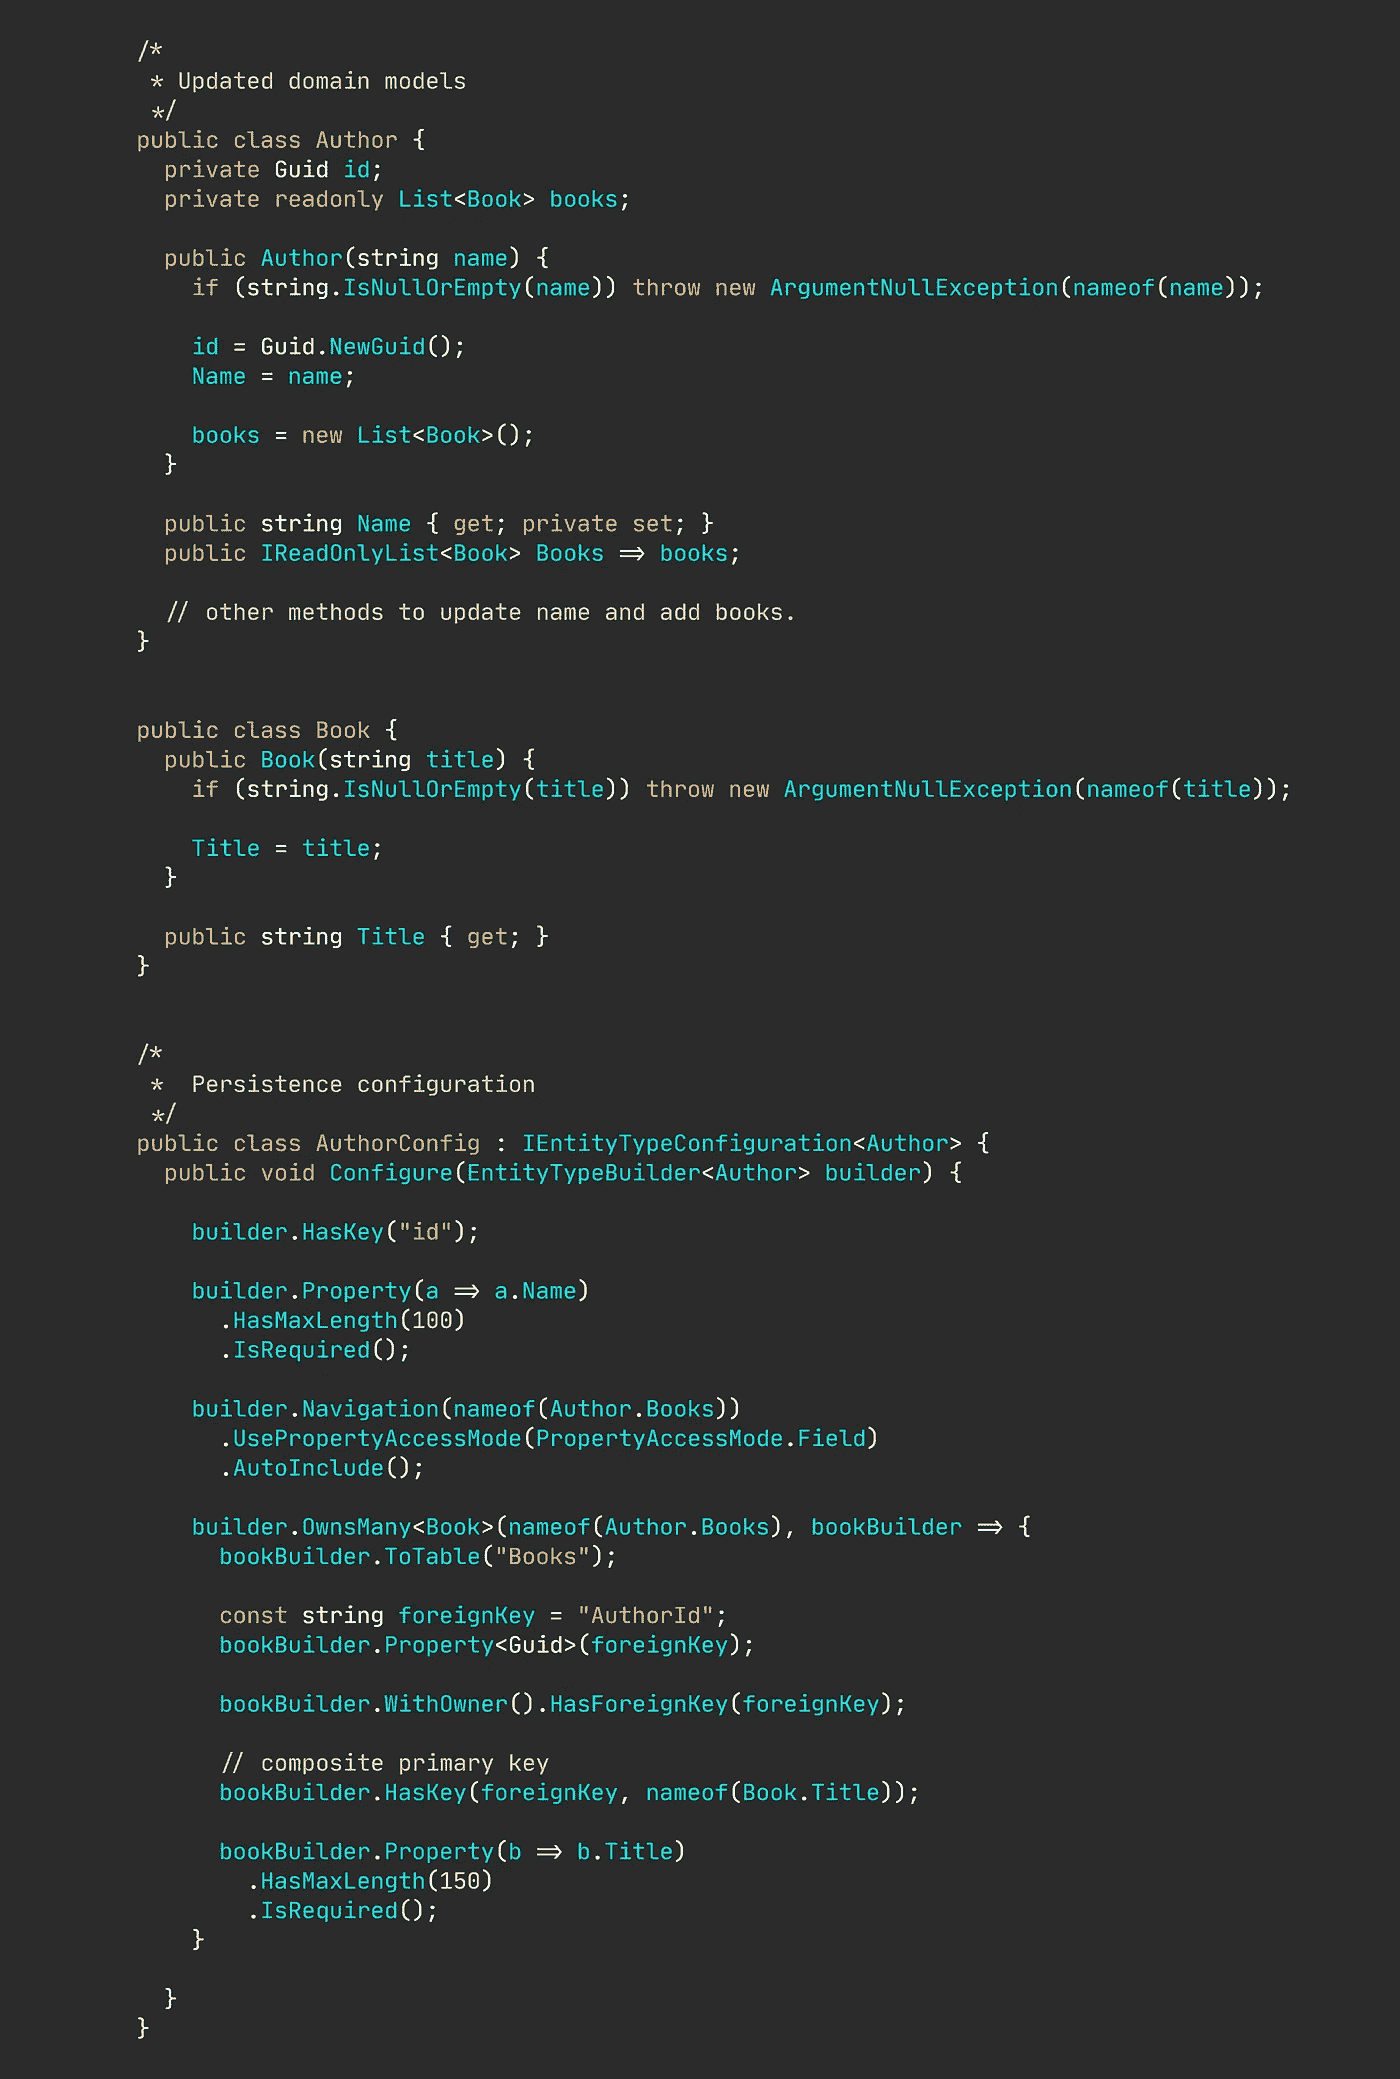 /*
 * Updated domain models
 */
public class Author {
  private Guid id;
  private readonly List<Book> books;

  public Author(string name) {
    if (string.IsNullOrEmpty(name)) throw new ArgumentNullException(nameof(name));

    id = Guid.NewGuid();
    Name = name;

    books = new List<Book>();
  }

  public string Name { get; private set; }
  public IReadOnlyList<Book> Books => books;

  // other methods to update name and add books.
}


public class Book {
  public Book(string title) {
    if (string.IsNullOrEmpty(title)) throw new ArgumentNullException(nameof(title));

    Title = title;
  }

  public string Title { get; }
}


/*
 *  Persistence configuration
 */
public class AuthorConfig : IEntityTypeConfiguration<Author> {
  public void Configure(EntityTypeBuilder<Author> builder) {

    builder.HasKey("id");

    builder.Property(a => a.Name)
      .HasMaxLength(100)
      .IsRequired();

    builder.Navigation(nameof(Author.Books))
      .UsePropertyAccessMode(PropertyAccessMode.Field)
      .AutoInclude();

    builder.OwnsMany<Book>(nameof(Author.Books), bookBuilder => {
      bookBuilder.ToTable("Books");

      const string foreignKey = "AuthorId";
      bookBuilder.Property<Guid>(foreignKey);

      bookBuilder.WithOwner().HasForeignKey(foreignKey);

      // composite primary key
      bookBuilder.HasKey(foreignKey, nameof(Book.Title));

      bookBuilder.Property(b => b.Title)
        .HasMaxLength(150)
        .IsRequired();
    }

  }
}